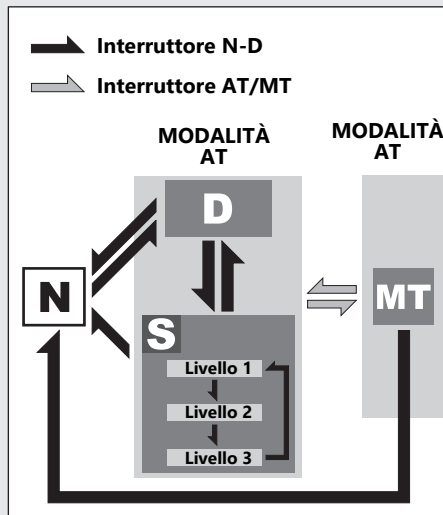 Interruttore N-D
Interruttore AT/MT
MODALITÀ
AT
MODALITÀ
AT
D
N
MT
S
Livello 1
Livello 2
Livello 3